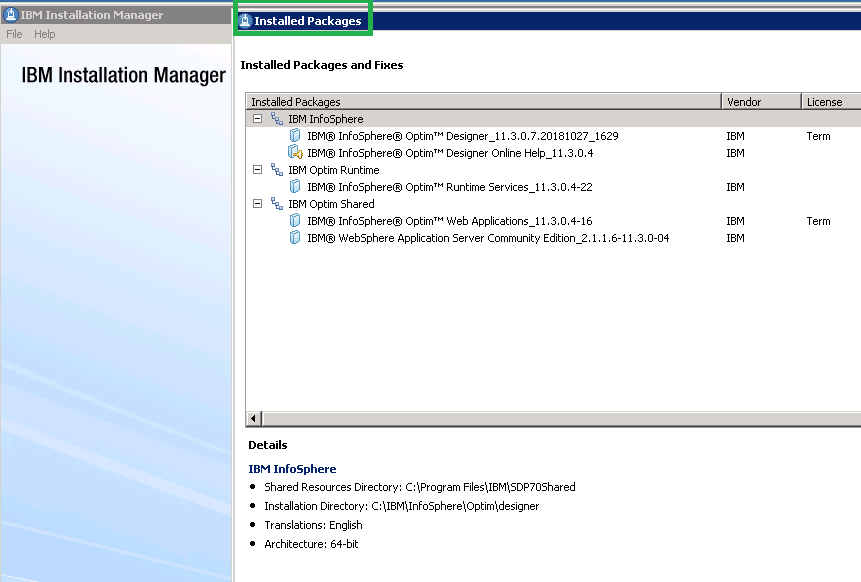 IBM Installation Manager
File Help
IBM Installation Manager
Installed Packages
Installed Packages and Fixes
Installed Packages Vendor License
IBM InfoSphere
IBM® InfoSphere® Optim™ Designer_11.3.0.7.20181027_1629 IBM Term
IBM® InfoSphere® Optim™ Designer Online Help_11.3.0.4 IBM
IBM Optim Runtime
IBM® InfoSphere® Optim™ Runtime Services_11.3.0.4-22 IBM
IBM Optim Shared
IBM® InfoSphere® Optim™ Web Applications_11.3.0.4-16 IBM Term
IBM® WebSphere Application Server Community Edition_2.1.1.6-11.3.0-04 IBM
Details
IBM InfoSphere
• Shared Resources Directory: C:\Program Files\IBM\SDP70Shared
• Installation Directory: C:\IBM\InfoSphere\Optim\designer
• Translations: English
• Architecture: 64-bit